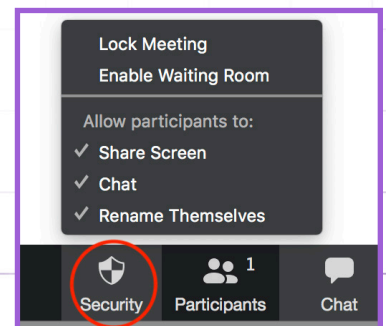 Lock Meeting
Enable Waiting Room
Allow participants to:
✓ Share Screen
✓ Chat
✓ Rename Themselves
1
Security Participants Chat